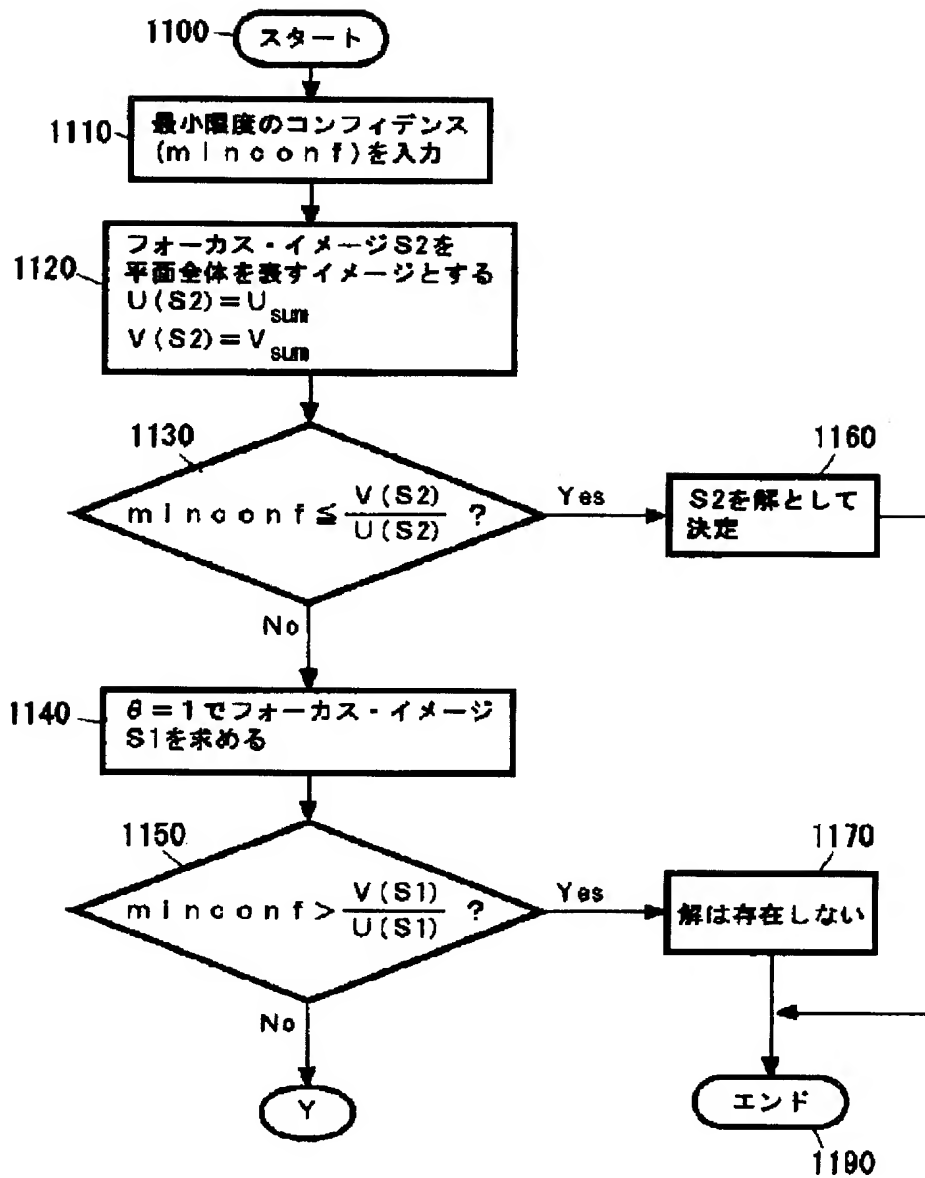 1100
スタート
1110
最小限度のコンフィデンス
(minconf)を入力
1120
フォーカス・イメージS2を
平面全体を表すイメージとする
U(S2)=Usum
V(S2)=Vsum
1130
minconf≦V(S2)/U(S2) ?
Yes
1160
S2を解として
決定
No
1140
θ=1でフォーカス・イメージ
S1を求める
1150
minconf>V(S1)/U(S1) ?
Yes
1170
解は存在しない
No
Y
エンド
1190